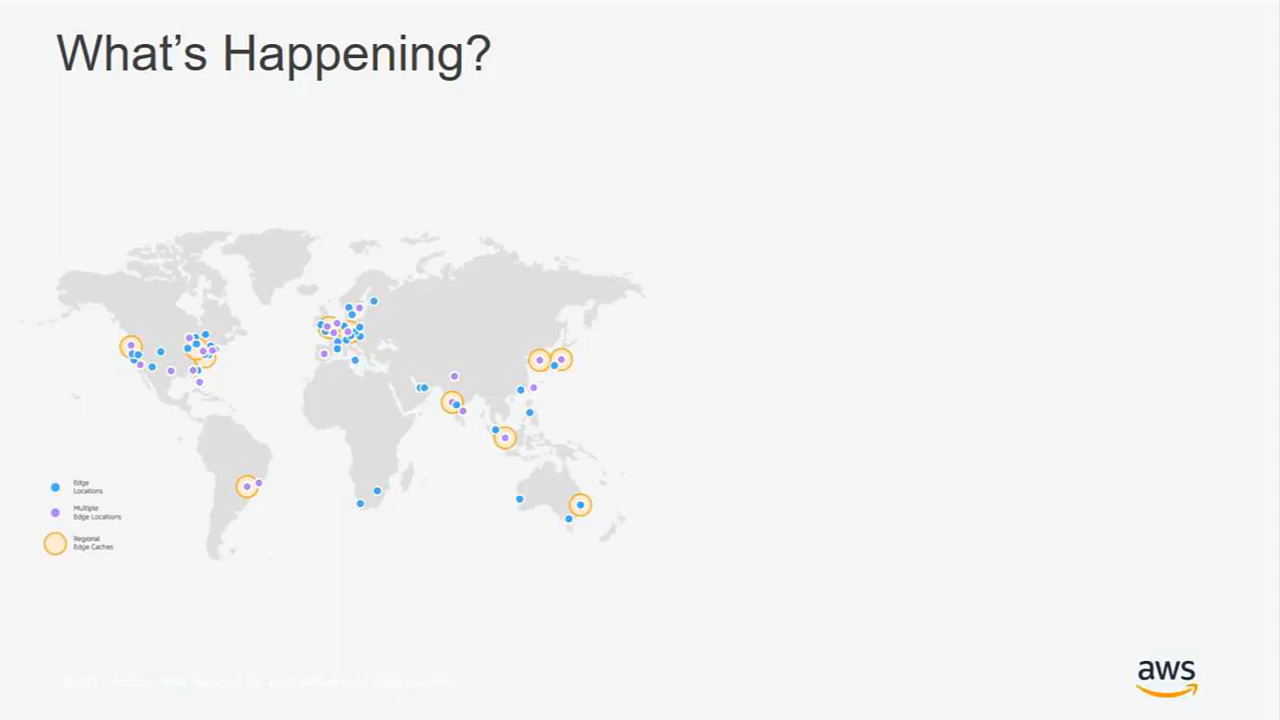 What's Happening?
Edge
Locations
Multiple
Edge Locations
Regional
Edge Caches
aws